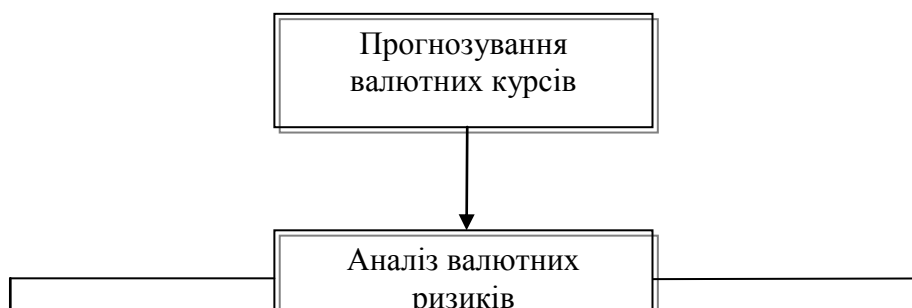 Прогнозування
валютних курсів
Аналіз валютних
ризиків